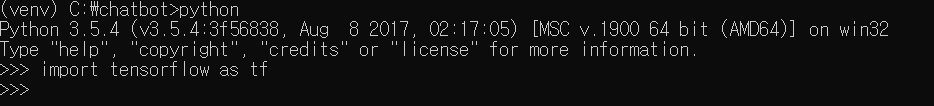 (venv) C:₩chatbot>python
Python 3.5.4 (v3.5.4:3f56838, Aug  8 2017, 02:17:05) [MSC v.1900 64 bit (AMD64)] on win32
Type "help", "copyright", "credits" or "license" for more information.
>>> import tensorflow as tf
>>>